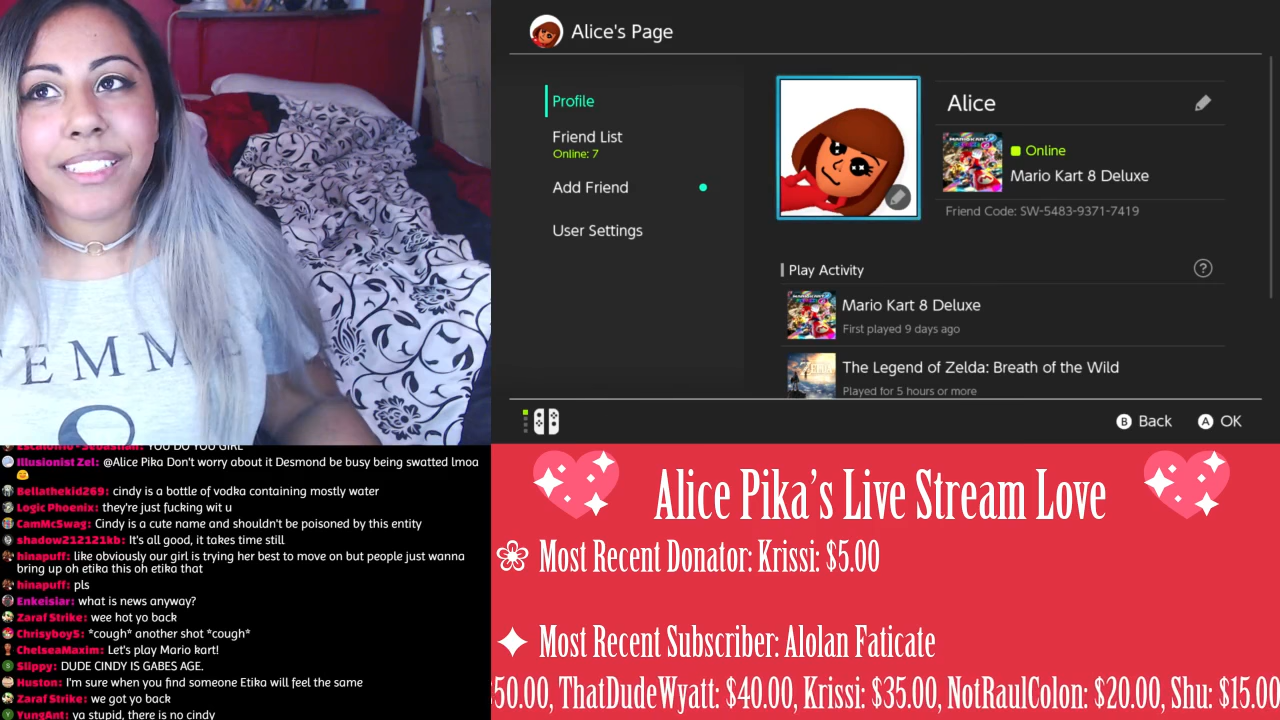 FEMME
Alice's Page
Profile
Friend List
Online: 7
Add Friend
User Settings
Alice
Online
Mario Kart 8 Deluxe
Friend Code: SW-5483-9371-7419
Play Activity
?
Mario Kart 8 Deluxe
First played 9 days ago
The Legend of Zelda: Breath of the Wild
Played for 5 hours or more
B Back
A OK
YOU DO YOU GIRL
Illusionist Zel: @Alice Pika Don't worry about it Desmond be busy being swatted lmoa
Bellathekid269: cindy is a bottle of vodka containing mostly water
Logic Phoenix: they're just fucking wit u
CamMcSwag: Cindy is a cute name and shouldn't be poisoned by this entity
shadow212121kb: It's all good, it takes time still
hinapuff: like obviously our girl is trying her best to move on but people just wanna
bring up oh etika this oh etika that
hinapuff: pls
Enkeisiar: what is news anyway?
Zaraf Strike: wee hot yo back
ChrisyboyS: *cough* another shot *cough*
ChelseaMaxim: Let's play Mario kart!
S Slippy: DUDE CINDY IS GABES AGE.
Huston: I'm sure when you find someone Etika will feel the same
Zaraf Strike: we got yo back
Y YungAnt: ya stupid, there is no cindy
Alice Pika's Live Stream Love
Most Recent Donator: Krissi: $5.00
Most Recent Subscriber: Alolan Faticate
50.00, ThatDudeWyatt: $40.00, Krissi: $35.00, NotRaulColon: $20.00, Shu: $15.00